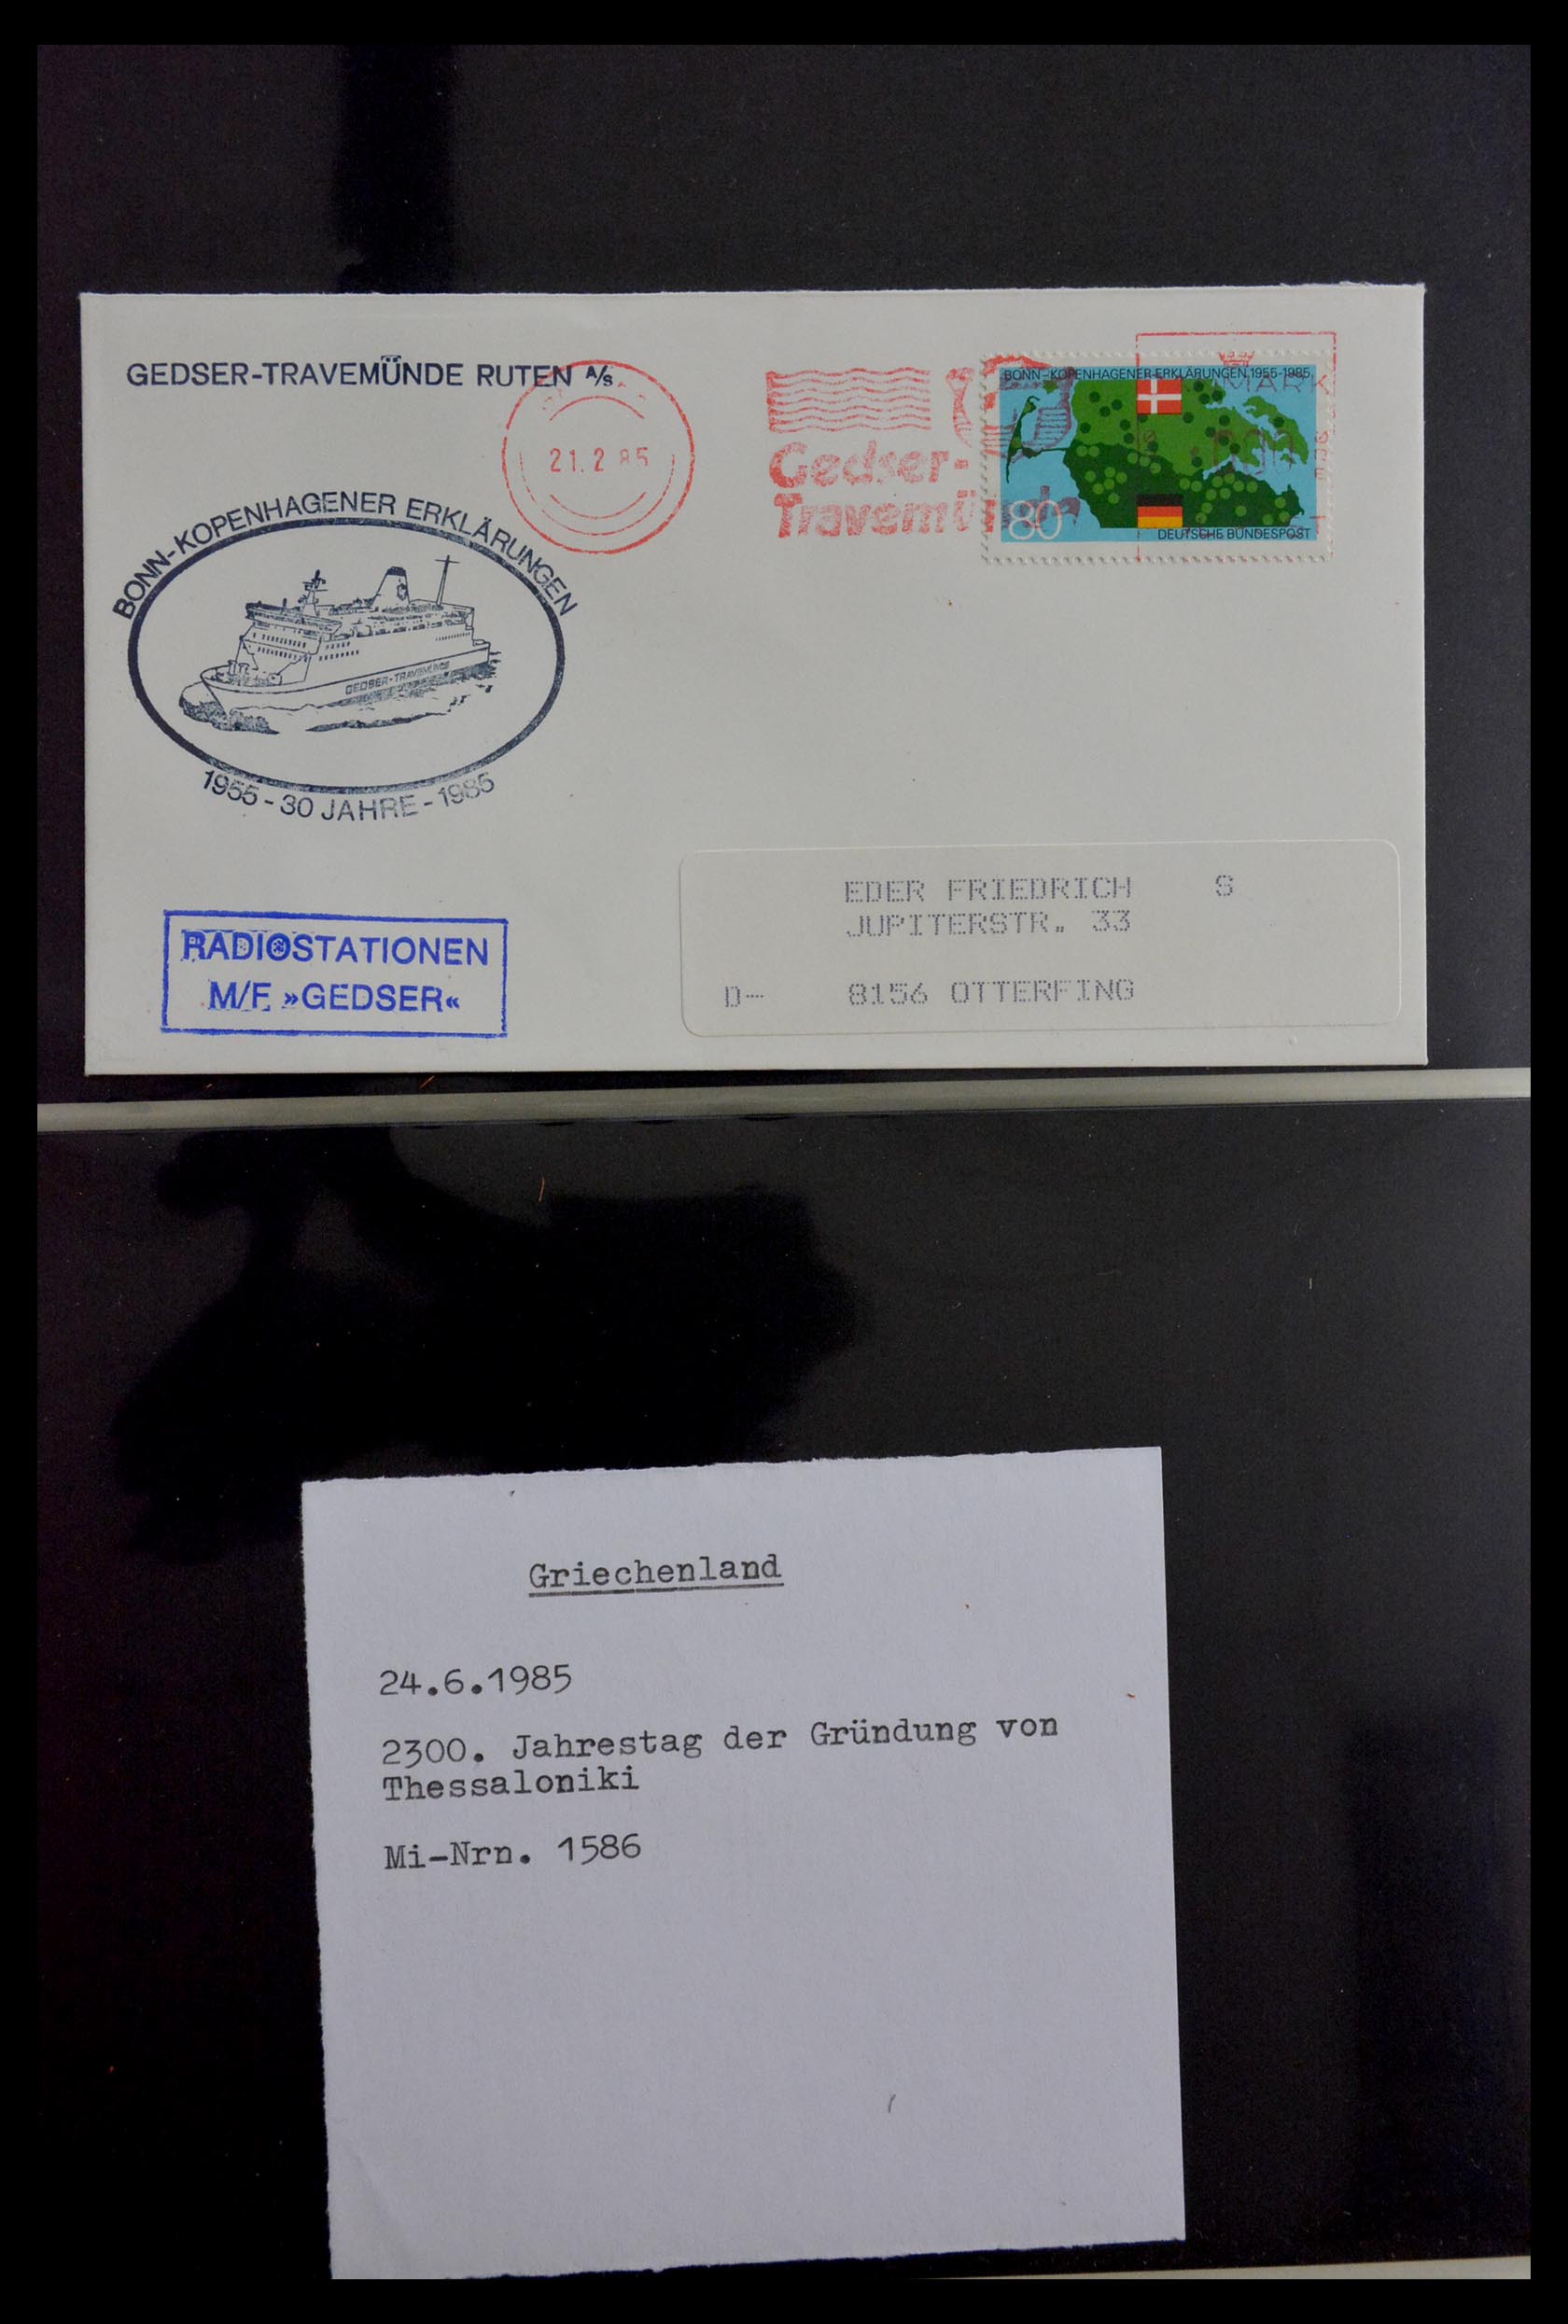 GEDSER-TRAVEMÜNDE RUTEN A/S
21.2 85
Gedser-
Travemünde
BONN-KOPENHAGENER ERKLÄRUNGEN 1955-1985
80
DEUTSCHE BUNDESPOST
BONN-KOPENHAGENER ERKLÄRUNGEN
GEDSER-TRAVEMÜNDE
1955-30 JAHRE-1985
RADIOSTATIONEN
M/F. »GEDSER«
EDER FRIEDRICH S
JUPITERSTR. 33
D- 8156 OTTERFING
Griechenland
24.6.1985
2300. Jahrestag der Gründung von
Thessaloniki
Mi-Nrn. 1586